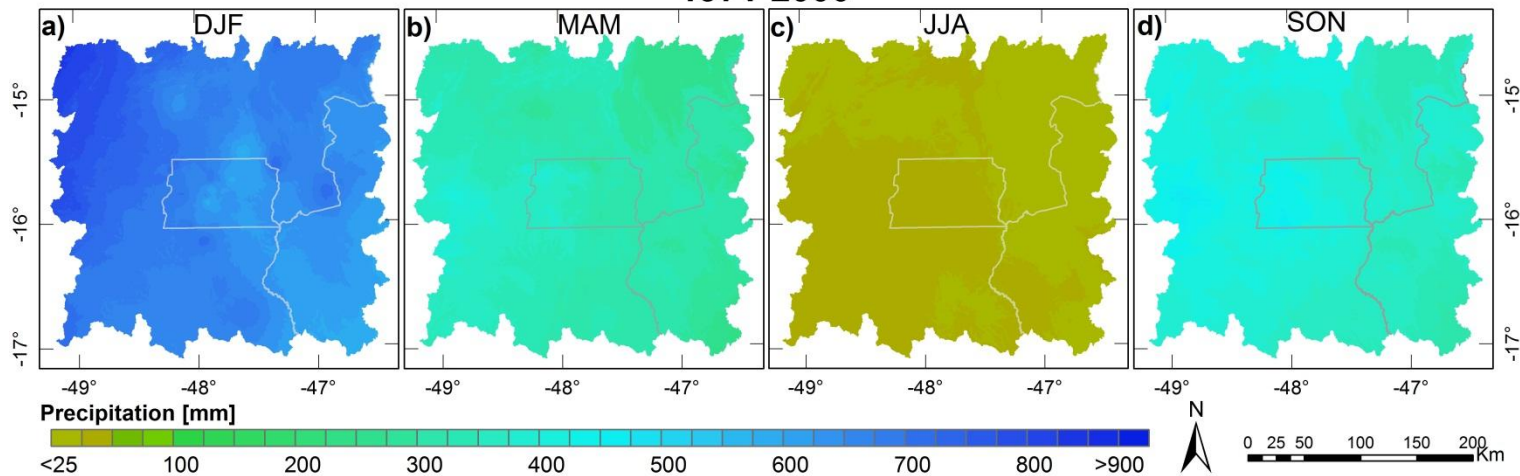 a) DJF b) MAM c) JJA d) SON
-15° -15°
-16° -16°
-17° -17°
-49° -48° -47° -49° -48° -47° -49° -48° -47° -49° -48° -47°
Precipitation [mm]
N
<25 100 200 300 400 500 600 700 800 >900
0 25 50 100 150 200 Km